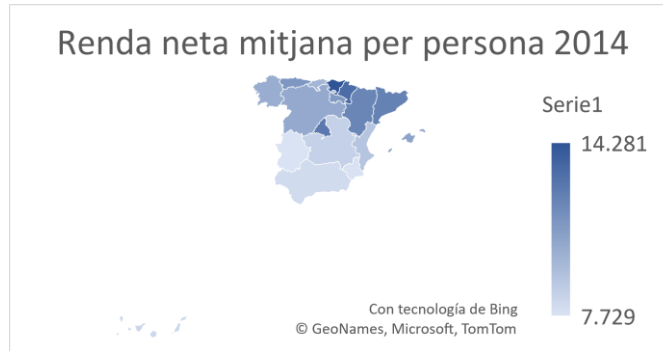 Renda neta mitjana per persona 2014
Serie1
14.281
7.729
Con tecnología de Bing
© GeoNames, Microsoft, TomTom